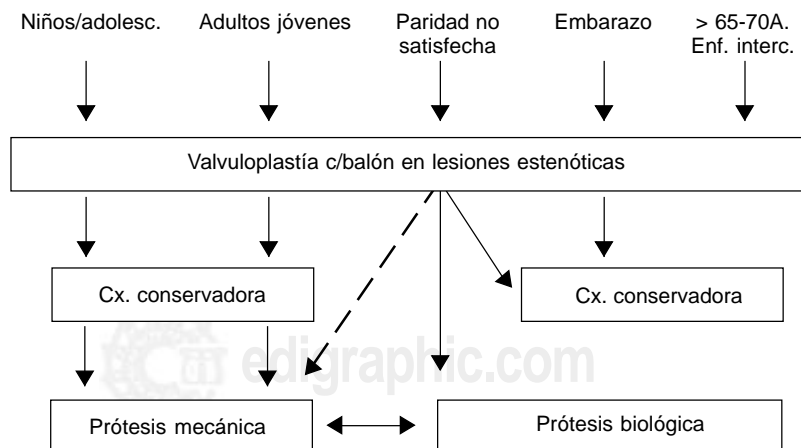 Niños/adolesc.
Adultos jóvenes
Paridad no
satisfecha
Embarazo
> 65-70A.
Enf. interc.
Valvuloplastía c/balón en lesiones estenóticas
Cx. conservadora
Cx. conservadora
edigraphic.com
Prótesis mecánica
Prótesis biológica